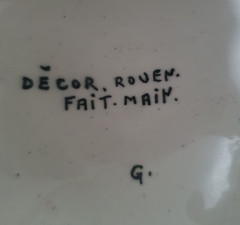 DĔCOR. ROUEN.
FAIT. MAIN.
G.